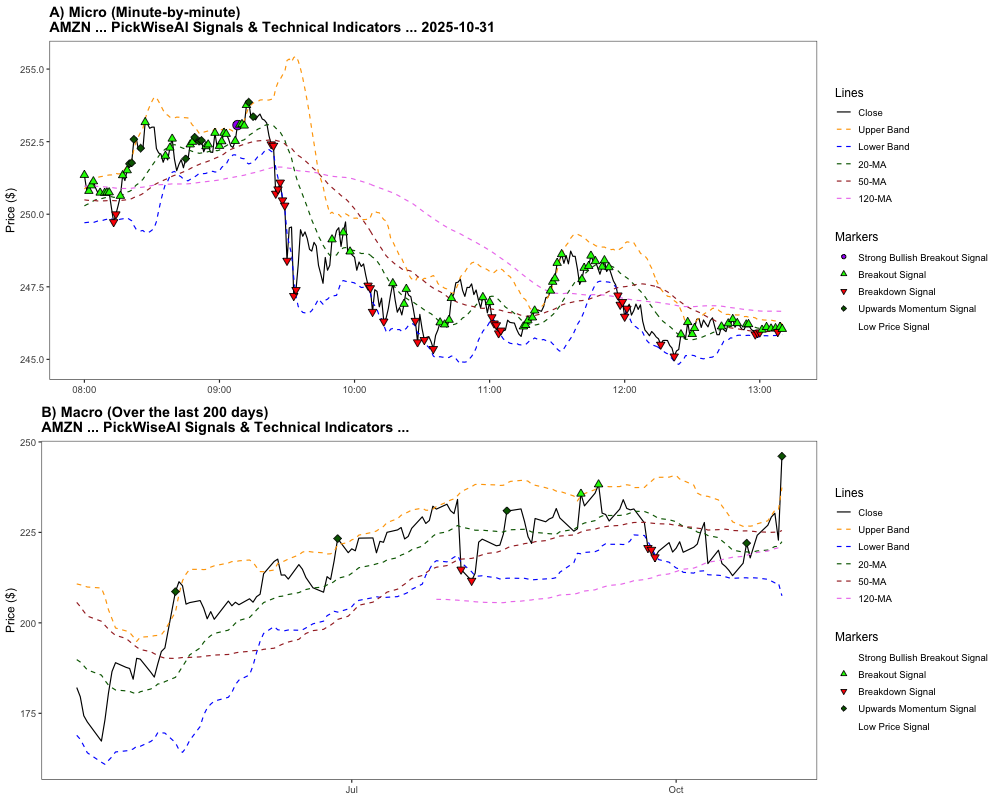 A) Micro (Minute-by-minute)
AMZN ... PickWiseAI Signals & Technical Indicators ... 2025-10-31
Price ($)
255.0
252.5
250.0
247.5
245.0
08:00
09:00
10:00
11:00
12:00
13:00
Lines
Close
Upper Band
Lower Band
20-MA
50-MA
120-MA
Markers
Strong Bullish Breakout Signal
Breakout Signal
Breakdown Signal
Upwards Momentum Signal
Low Price Signal
B) Macro (Over the last 200 days)
AMZN ... PickWiseAI Signals & Technical Indicators ...
Price ($)
250
225
200
175
Jul
Oct
Lines
Close
Upper Band
Lower Band
20-MA
50-MA
120-MA
Markers
Strong Bullish Breakout Signal
Breakout Signal
Breakdown Signal
Upwards Momentum Signal
Low Price Signal